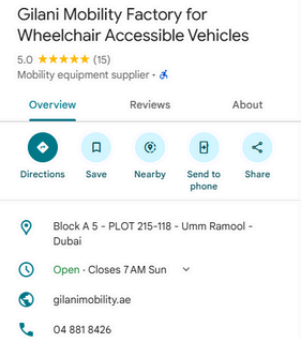 Gilani Mobility Factory for
Wheelchair Accessible Vehicles
5.0 ★★★★★ (15)
Mobility equipment supplier ·
Overview Reviews About
Directions Save Nearby Send to phone Share
Block A 5 - PLOT 215-118 - Umm Ramool -
Dubai
Open · Closes 7 AM Sun
gilanimobility.ae
04 881 8426